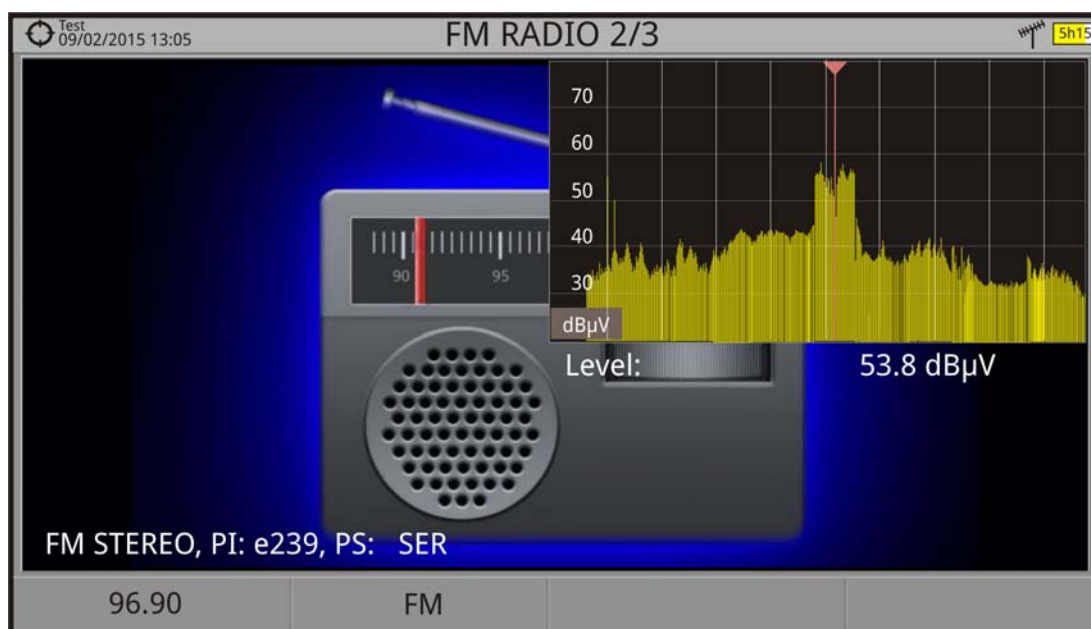 Test
09/02/2015 13:05
FM RADIO 2/3
5h15
70
60
50
40
30
dBµV
90
95
Level: 53.8 dBµV
FM STEREO, PI: e239, PS: SER
96.90
FM